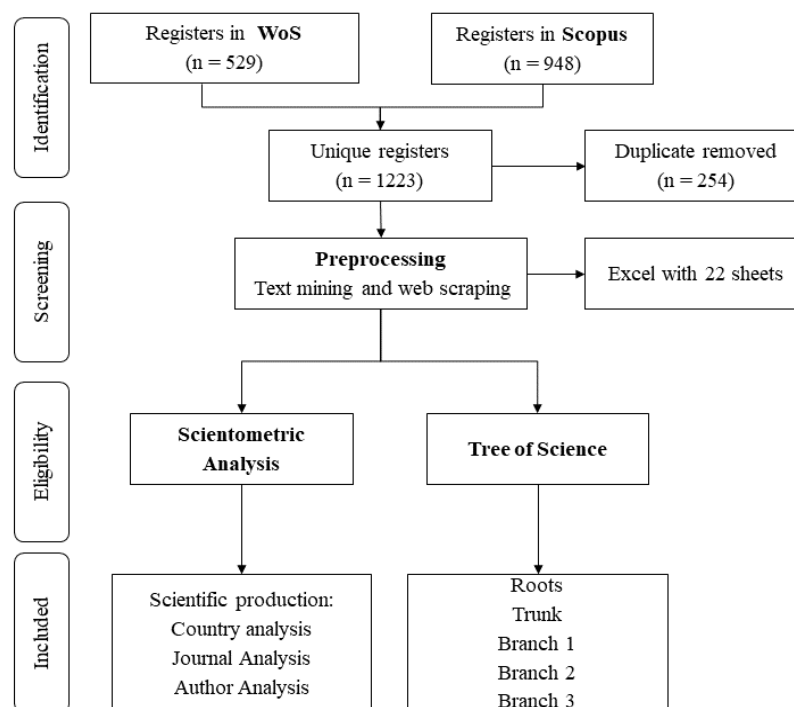 Identification
Registers in WoS
(n = 529)
Registers in Scopus
(n = 948)
Unique registers
(n = 1223)
Duplicate removed
(n = 254)
Screening
Preprocessing
Text mining and web scraping
Excel with 22 sheets
Eligibility
Scientometric
Analysis
Tree of Science
Included
Scientific production:
Country analysis
Journal Analysis
Author Analysis
Roots
Trunk
Branch 1
Branch 2
Branch 3